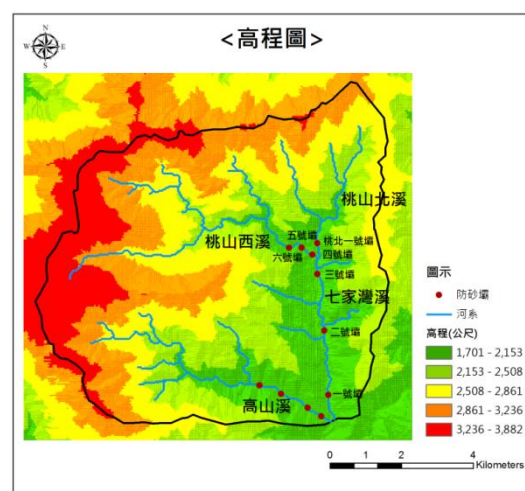 <高程圖>
N
W
E
S
桃山北溪
桃山西溪
五號壩
桃北一號壩
六號壩
四號壩
三號壩
七家灣溪
二號壩
一號壩
高山溪
圖示
防砂壩
河系
高程(公尺)
1,701 - 2,153
2,153 - 2,508
2,508 - 2,861
2,861 - 3,236
3,236 - 3,882
0 1 2 4
Kilometers